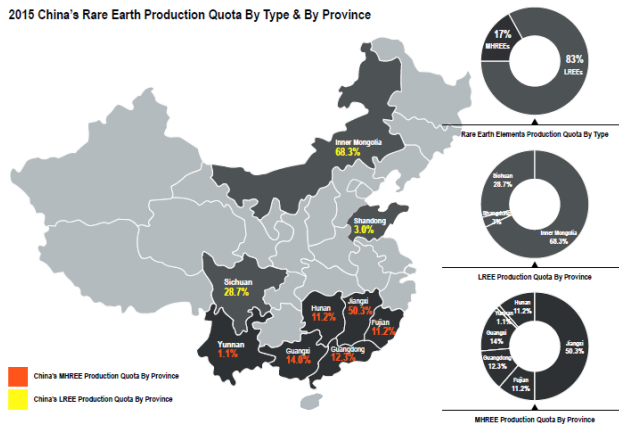 2015 China's Rare Earth Production Quota By Type & By Province
17%
MHREEs
83%
LREEs
Rare Earth Elements Production Quota By Type
Inner Mongolia
68.3%
Shandong
3.0%
Sichuan
28.7%
Hunan
11.2%
Jiangxi
50.3%
Fujian
11.2%
Yunnan
1.1%
Guangxi
14.0%
Guangdong
12.3%
Sichuan
28.7%
Shangdong
3%
Inner Mongolia
68.3%
LREE Production Quota By Province
Hunan
11.2%
Yunnan
1.1%
Guangxi
14%
Guangdong
12.3%
Fujian
11.2%
Jiangxi
50.3%
MHREE Production Quota By Province
China's MHREE Production Quota By Province
China's LREE Production Quota By Province